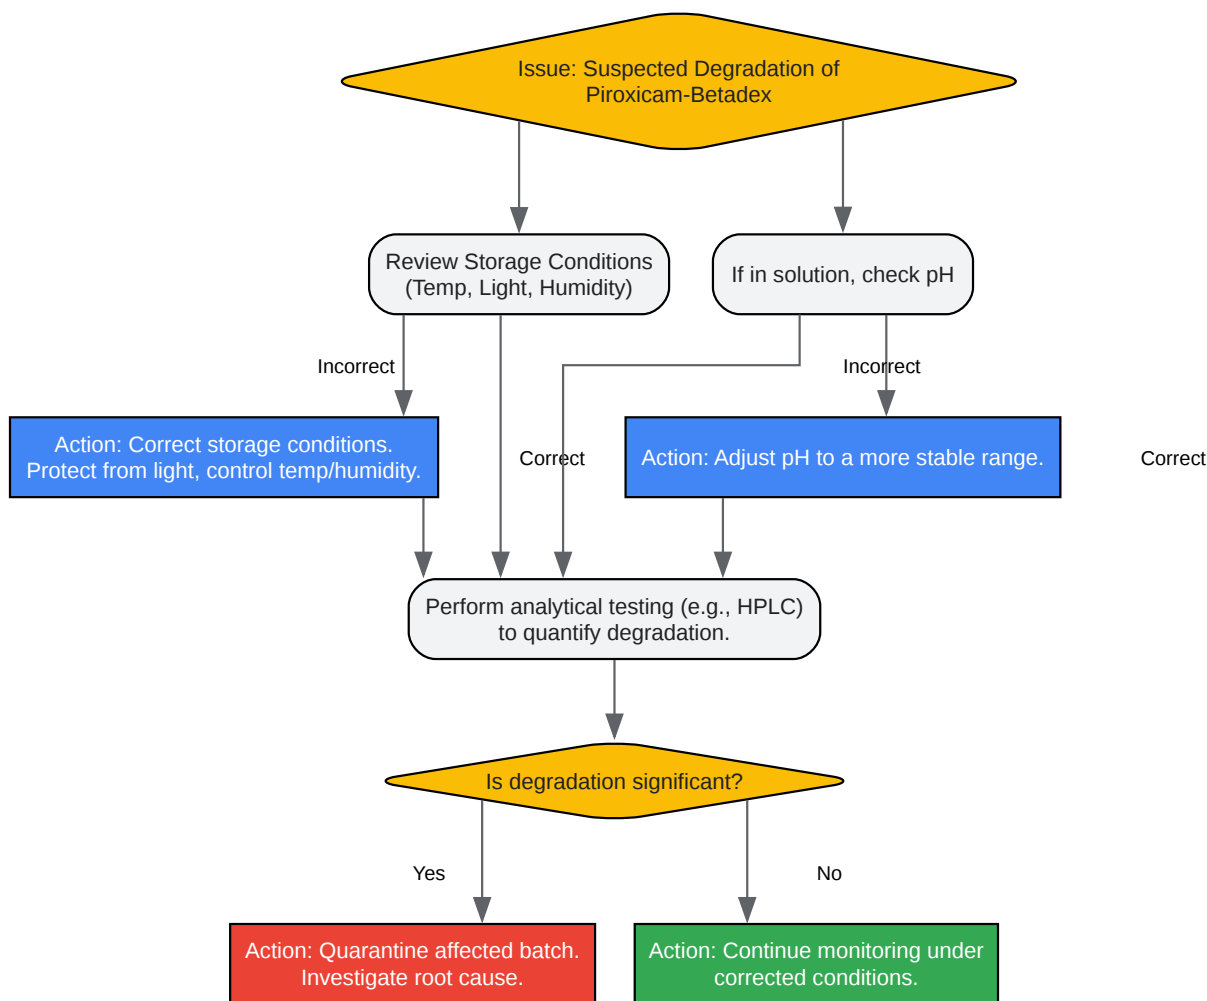 Issue: Suspected Degradation of
Piroxicam-Betadex
Review Storage Conditions
(Temp, Light, Humidity)
If in solution, check pH
Incorrect
Incorrect
Action: Correct storage conditions.
Protect from light, control temp/humidity.
Correct
Action: Adjust pH to a more stable range.
Correct
Perform analytical testing (e.g., HPLC)
to quantify degradation.
Is degradation significant?
Yes
No
Action: Quarantine affected batch.
Investigate root cause.
Action: Continue monitoring under
corrected conditions.